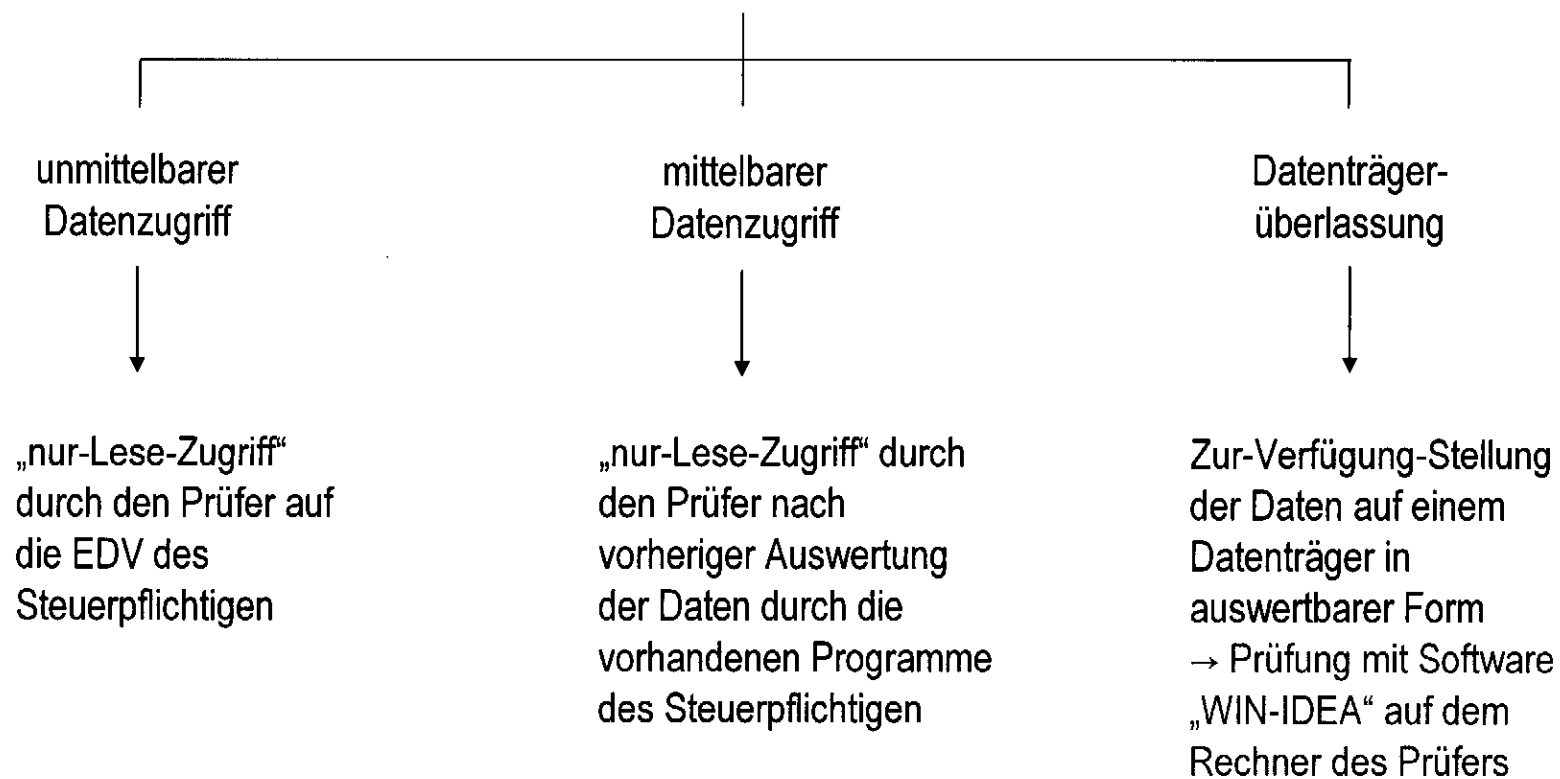 unmittelbarer
Datenzugriff
mittelbarer
Datenzugriff
Datenträger-
überlassung
„nur-Lese-Zugriff“
durch den Prüfer auf
die EDV des
Steuerpflichtigen
„nur-Lese-Zugriff“ durch
den Prüfer nach
vorheriger Auswertung
der Daten durch die
vorhandenen Programme
des Steuerpflichtigen
Zur-Verfügung-Stellung
der Daten auf einem
Datenträger in
auswertbarer Form
→ Prüfung mit Software
„WIN-IDEA“ auf dem
Rechner des Prüfers